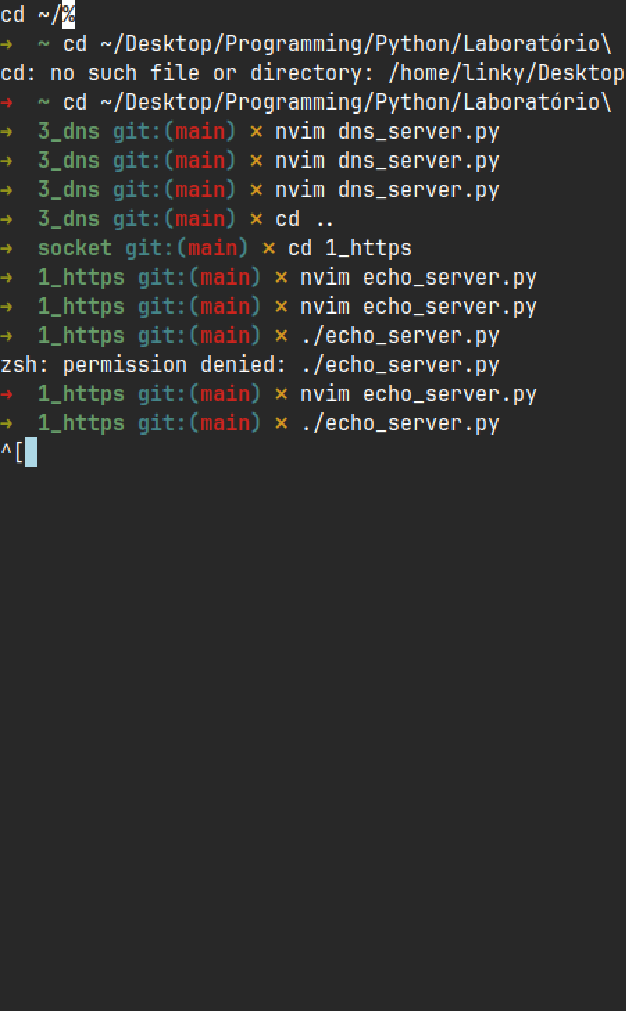 cd ~/%
➜  ~ cd ~/Desktop/Programming/Python/Laboratório\
cd: no such file or directory: /home/linky/Desktop
➜  ~ cd ~/Desktop/Programming/Python/Laboratório\
➜  3_dns git:(main) ✗ nvim dns_server.py
➜  3_dns git:(main) ✗ nvim dns_server.py
➜  3_dns git:(main) ✗ nvim dns_server.py
➜  3_dns git:(main) ✗ cd ..
➜  socket git:(main) ✗ cd 1_https
➜  1_https git:(main) ✗ nvim echo_server.py
➜  1_https git:(main) ✗ nvim echo_server.py
➜  1_https git:(main) ✗ ./echo_server.py
zsh: permission denied: ./echo_server.py
➜  1_https git:(main) ✗ nvim echo_server.py
➜  1_https git:(main) ✗ ./echo_server.py
^[